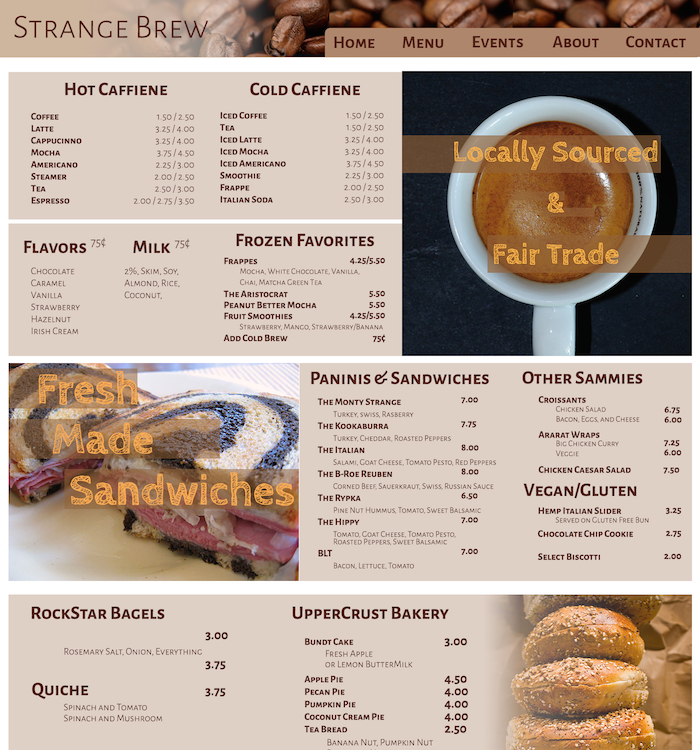 Strange Brew
Home Menu Events About Contact
Hot Caffiene
Coffee 1.50 / 2.50
Latte 3.25 / 4.00
Cappucinno 3.25 / 4.00
Mocha 3.75 / 4.50
Americano 2.25 / 3.00
Steamer 2.00 / 2.50
Tea 2.50 / 3.00
Espresso 2.00 / 2.75 / 3.50
Cold Caffiene
Iced Coffee 1.50 / 2.50
Tea 1.50 / 2.50
Iced Latte 3.25 / 4.00
Iced Mocha 3.25 / 4.00
Iced Americano 3.75 / 4.50
Smoothie 2.25 / 3.00
Frappe 2.00 / 2.50
Italian Soda 2.50 / 3.00
Locally Sourced
&
Fair Trade
Flavors 75¢
Chocolate
Caramel
Vanilla
Strawberry
Hazelnut
Irish Cream
Milk 75¢
2%, Skim, Soy,
Almond, Rice,
Coconut,
Frozen Favorites
Frappes 4.25/5.50
Mocha, White Chocolate, Vanilla,
Chai, Matcha Green Tea
The Aristocrat 5.50
Peanut Better Mocha 5.50
Fruit Smoothies 4.25/5.50
Strawberry, Mango, Strawberry/Banana
Add Cold Brew 75¢
Fresh
Made
Sandwiches
Paninis & Sandwiches
The Monty Strange 7.00
Turkey, swiss, Rasberry
The Kookaburra 7.75
Turkey, Cheddar, Roasted Peppers
The Italian 8.00
Salami, Goat Cheese, Tomato Pesto, Red Peppers
The B-Roe Ruben 8.00
Corned Beef, Sauerkraut, Swiss, Russian Sauce
The Rypka 6.50
Pine Nut Hummus, Tomato, Sweet Balsamic
The Hippy 7.00
Tomato, Goat Cheese, Tomato Pesto,
Roasted Peppers, Sweet Balsamic
BLT 7.00
Bacon, Lettuce, Tomato
Other Sammies
Croissants
Chicken Salad 6.75
Bacon, Eggs, and Cheese 6.00
Ararat Wraps
Big Chicken Curry 7.25
Veggie 6.00
Chicken Caesar Salad 7.50
Vegan/Gluten
Hemp Italian Slider 3.25
Served on Gluten Free Bun
Chocolate Chip Cookie 2.75
Select Biscotti 2.00
RockStar Bagels
3.00
Rosemary Salt, Onion, Everything
3.75
Quiche 3.75
Spinach and Tomato
Spinach and Mushroom
UpperCrust Bakery
Bundt Cake 3.00
Fresh Apple
or Lemon ButterMilk
Apple Pie 4.50
Pecan Pie 4.00
Pumpkin Pie 4.00
Coconut Cream Pie 4.00
Tea Bread 2.50
Banana Nut, Pumpkin Nut